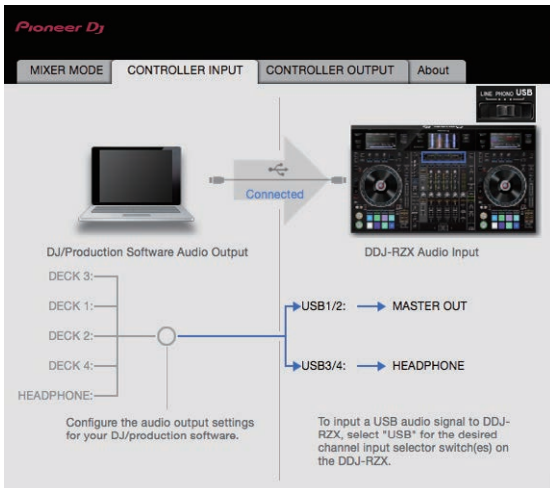 Pioneer Dj
MIXER MODE
CONTROLLER INPUT
CONTROLLER OUTPUT
About
LINE PHONO USB
Connected
DJ/Production Software Audio Output
DDJ-RZX Audio Input
DECK 3:
DECK 1:
DECK 2:
DECK 4:
HEADPHONE:
USB1/2:
MASTER OUT
USB3/4:
HEADPHONE
Configure the audio output settings
for your DJ/production software.
To input a USB audio signal to DDJ-
RZX, select "USB" for the desired
channel input selector switch(es) on
the DDJ-RZX.